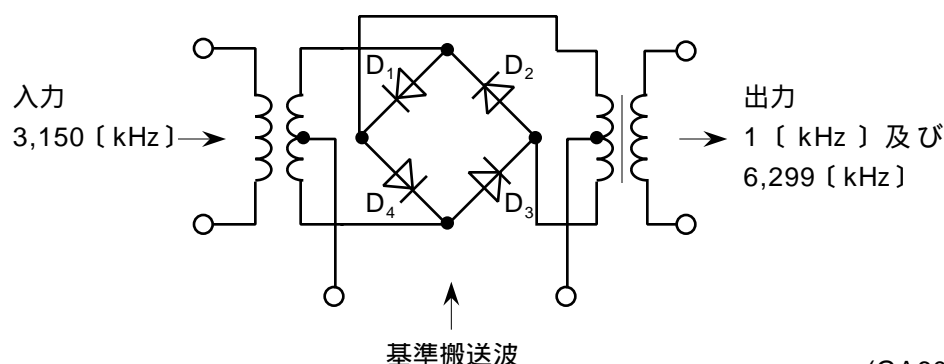 D1
D2
入力
3,150〔kHz〕
出力
1〔 kHz 〕及び
6,299〔kHz〕
D4
D3
基準搬送波